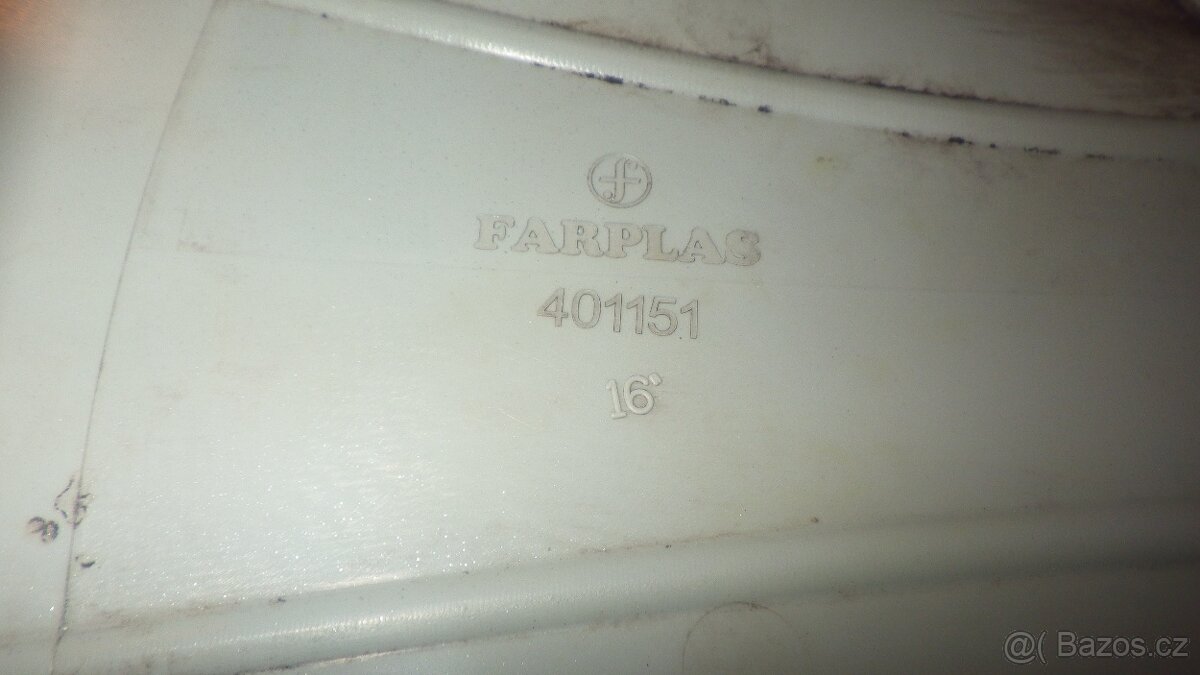 f
FARPLAS
401151
16"
@( Bazos.cz